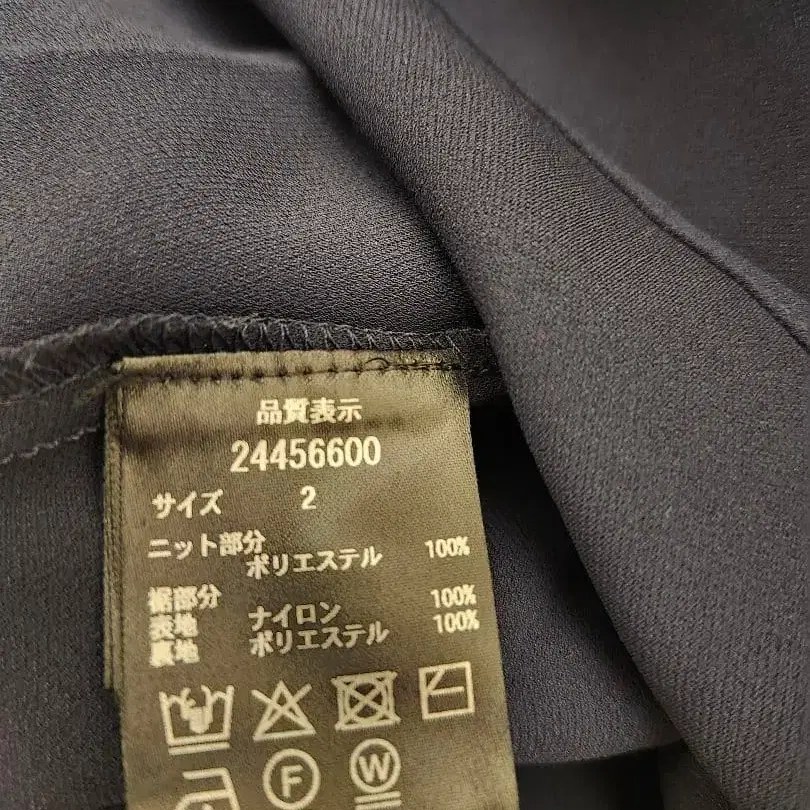 品質表示
24456600
サイズ 2
ニット部分
ポリエステル 100%
裾部分
表地 ナイロン 100%
裏地 ポリエステル 100%
F W